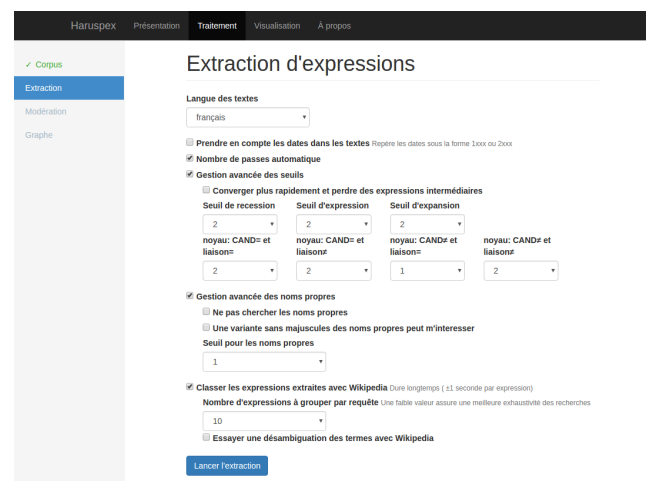 Haruspex Présentation Traitement Visualisation À propos
✓ Corpus
Extraction
Modération
Graphe
Extraction d'expressions
Langue des textes
français
Prendre en compte les dates dans les textes Repère les dates sous la forme 1xxx ou 2xxx
Nombre de passes automatique
Gestion avancée des seuils
Converger plus rapidement et perdre des expressions intermédiaires
Seuil de recession Seuil d'expression Seuil d'expansion
2 2 2
noyau: CAND= et noyau: CAND= et noyau: CAND≠ et noyau: CAND≠ et
liaison= liaison≠ liaison= liaison≠
2 2 1 2
Gestion avancée des noms propres
Ne pas chercher les noms propres
Une variante sans majuscules des noms propres peut m'interesser
Seuil pour les noms propres
1
Classer les expressions extraites avec Wikipedia Dure longtemps ( ±1 seconde par expression)
Nombre d'expressions à grouper par requête Une faible valeur assure une meilleure exhaustivité des recherches
10
Essayer une désambiguation des termes avec Wikipedia
Lancer l'extraction